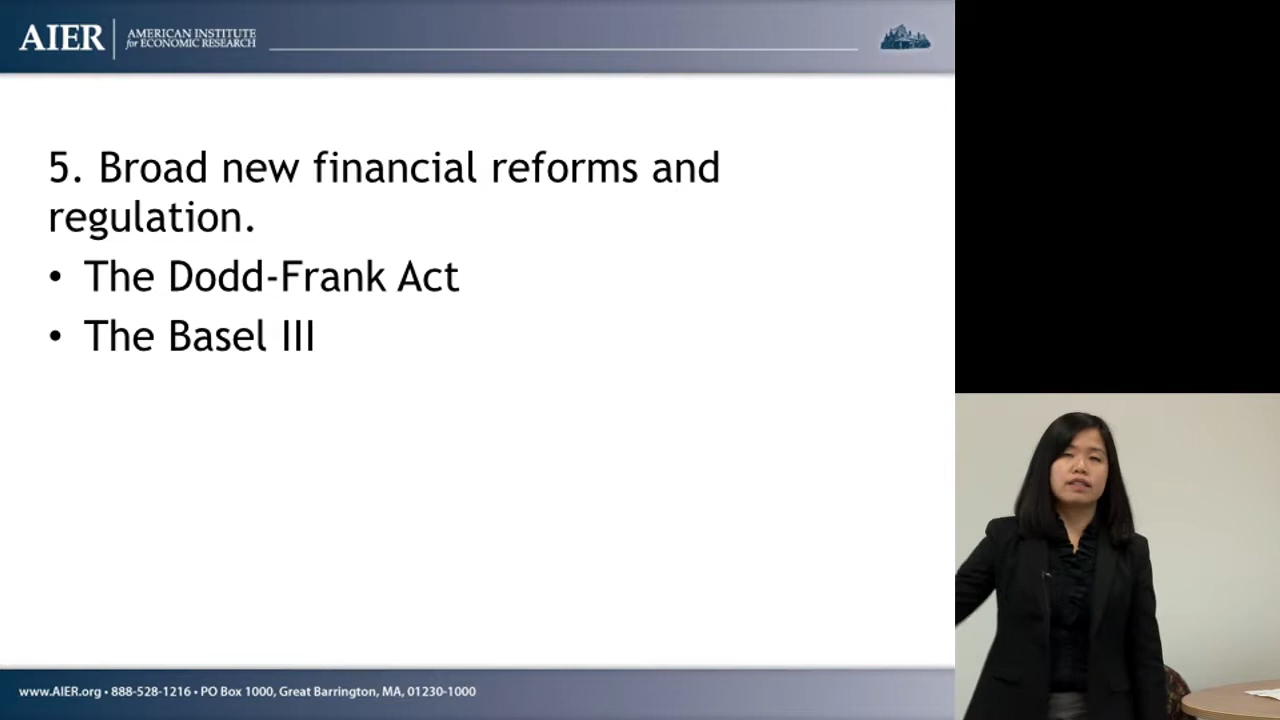 AIER
AMERICAN INSTITUTE
for ECONOMIC RESEARCH
5. Broad new financial reforms and
regulation.
• The Dodd-Frank Act
• The Basel III
www.AIER.org • 888-528-1216 • PO Box 1000, Great Barrington, MA, 01230-1000